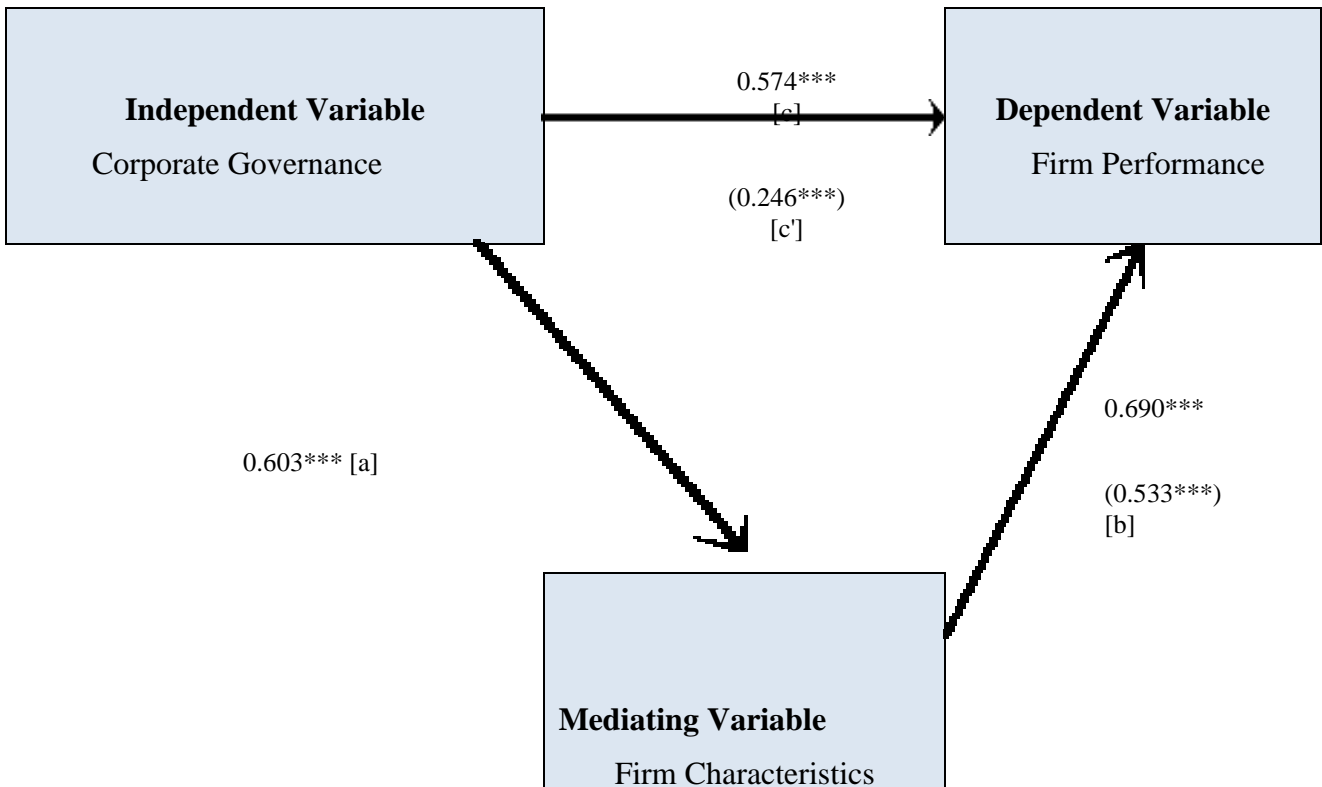 0.574***
[c]
Independent Variable
Corporate Governance
Dependent Variable
Firm Performance
(0.246***)
[c']
0.690***
0.603*** [a]
(0.533***)
[b]
Mediating Variable
Firm Characteristics